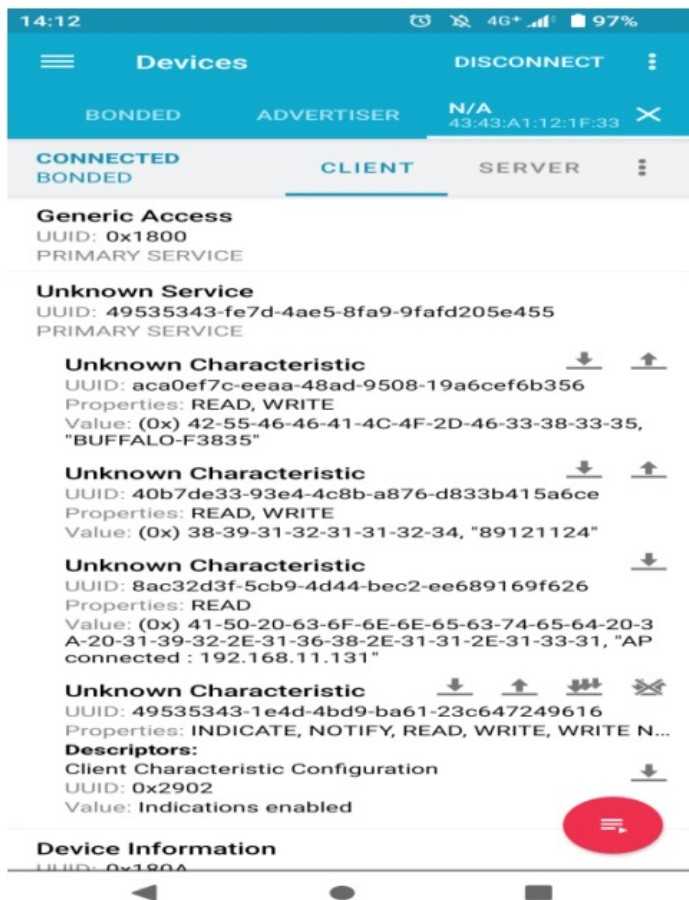 14:12 4G+ 97%
Devices DISCONNECT
BONDED ADVERTISER N/A
43:43:A1:12:1F:33
CONNECTED
BONDED CLIENT SERVER
Generic Access
UUID: 0x1800
PRIMARY SERVICE
Unknown Service
UUID: 49535343-fe7d-4ae5-8fa9-9fafd205e455
PRIMARY SERVICE
Unknown Characteristic
UUID: aca0ef7c-eeaa-48ad-9508-19a6cef6b356
Properties: READ, WRITE
Value: (0x) 42-55-46-46-41-4C-4F-2D-46-33-38-33-35,
"BUFFALO-F3835"
Unknown Characteristic
UUID: 40b7de33-93e4-4c8b-a876-d833b415a6ce
Properties: READ, WRITE
Value: (0x) 38-39-31-32-31-31-32-34, "89121124"
Unknown Characteristic
UUID: 8ac32d3f-5cb9-4d44-bec2-ee689169f626
Properties: READ
Value: (0x) 41-50-20-63-6F-6E-6E-65-63-74-65-64-20-3
A-20-31-39-32-2E-31-36-38-2E-31-31-2E-31-33-31, "AP
connected : 192.168.11.131"
Unknown Characteristic
UUID: 49535343-1e4d-4bd9-ba61-23c647249616
Properties: INDICATE, NOTIFY, READ, WRITE, WRITE N...
Descriptors:
Client Characteristic Configuration
UUID: 0x2902
Value: Indications enabled
Device Information
UUID: 0x180A